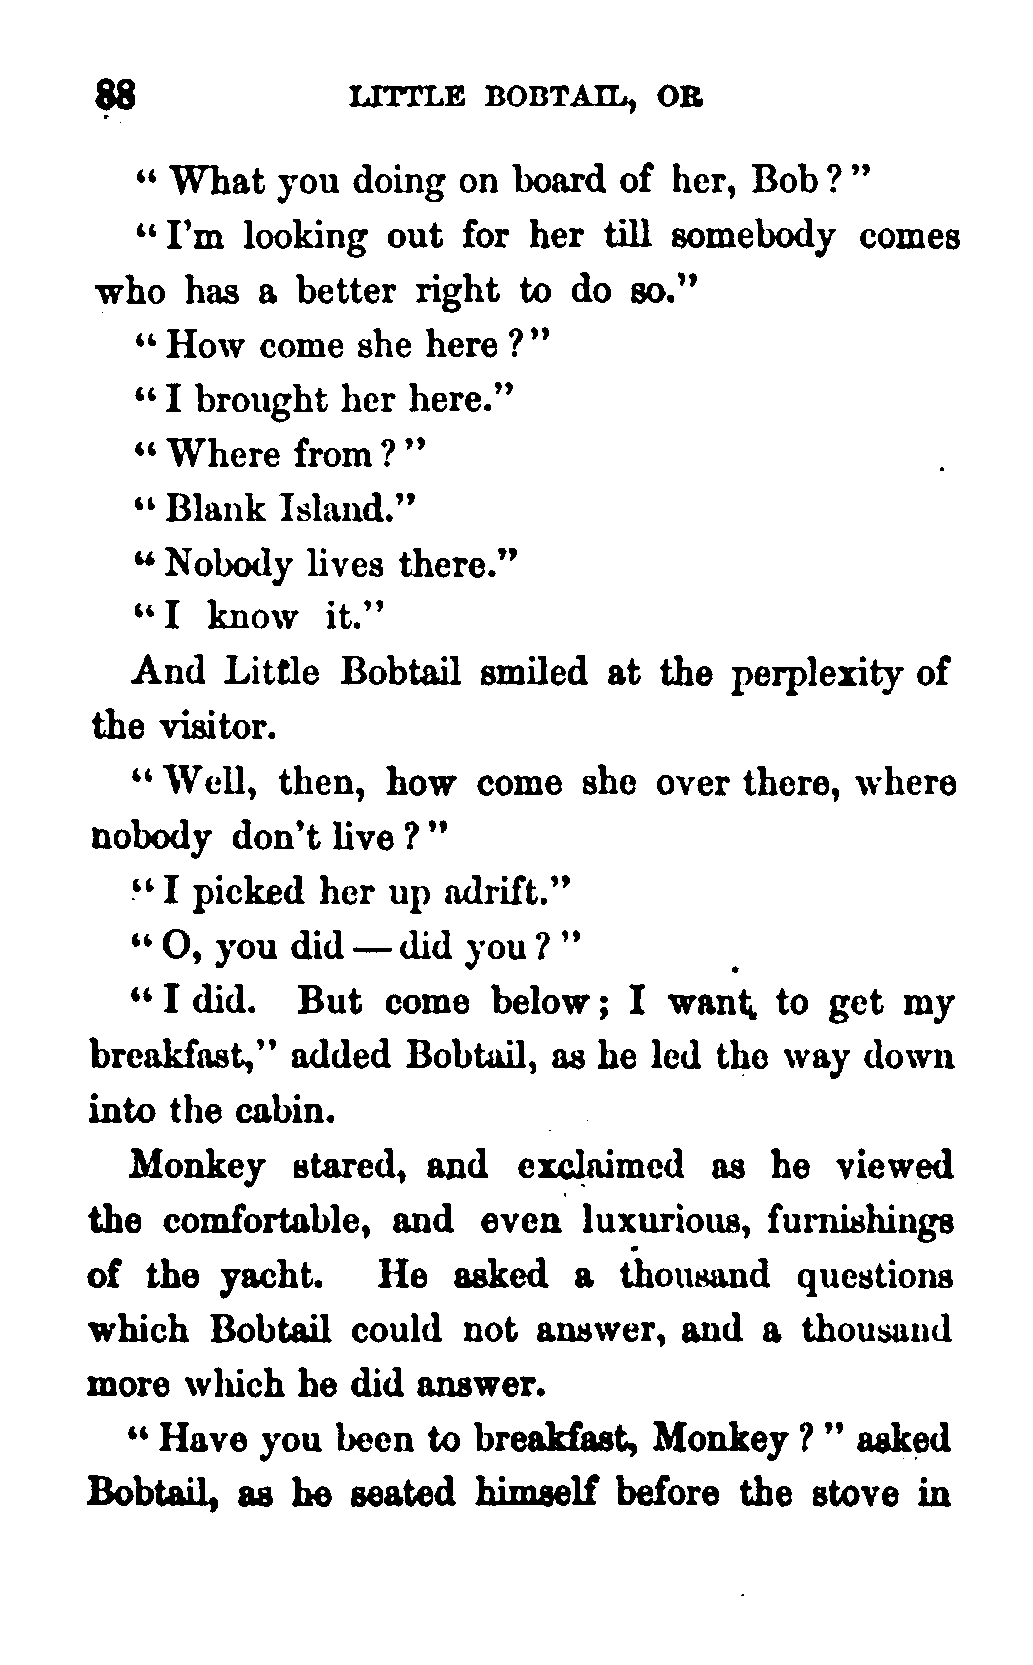 88 LITTLE BOBTAIL, OR
"What you doing on board of her, Bob?"
"I'm looking out for her till somebody comes
who has a better right to do so."
"How come she here?"
"I brought her here."
"Where from?"
"Blank Island."
"Nobody lives there."
"I know it."
And Little Bobtail smiled at the perplexity of
the visitor.
"Well, then, how come she over there, where
nobody don't live?"
"I picked her up adrift."
"O, you did — did you?"
"I did. But come below; I want to get my
breakfast," added Bobtail, as he led the way down
into the cabin.
Monkey stared, and exclaimed as he viewed
the comfortable, and even luxurious, furnishings
of the yacht. He asked a thousand questions
which Bobtail could not answer, and a thousand
more which he did answer.
"Have you been to breakfast, Monkey?" asked
Bobtail, as he seated himself before the stove in